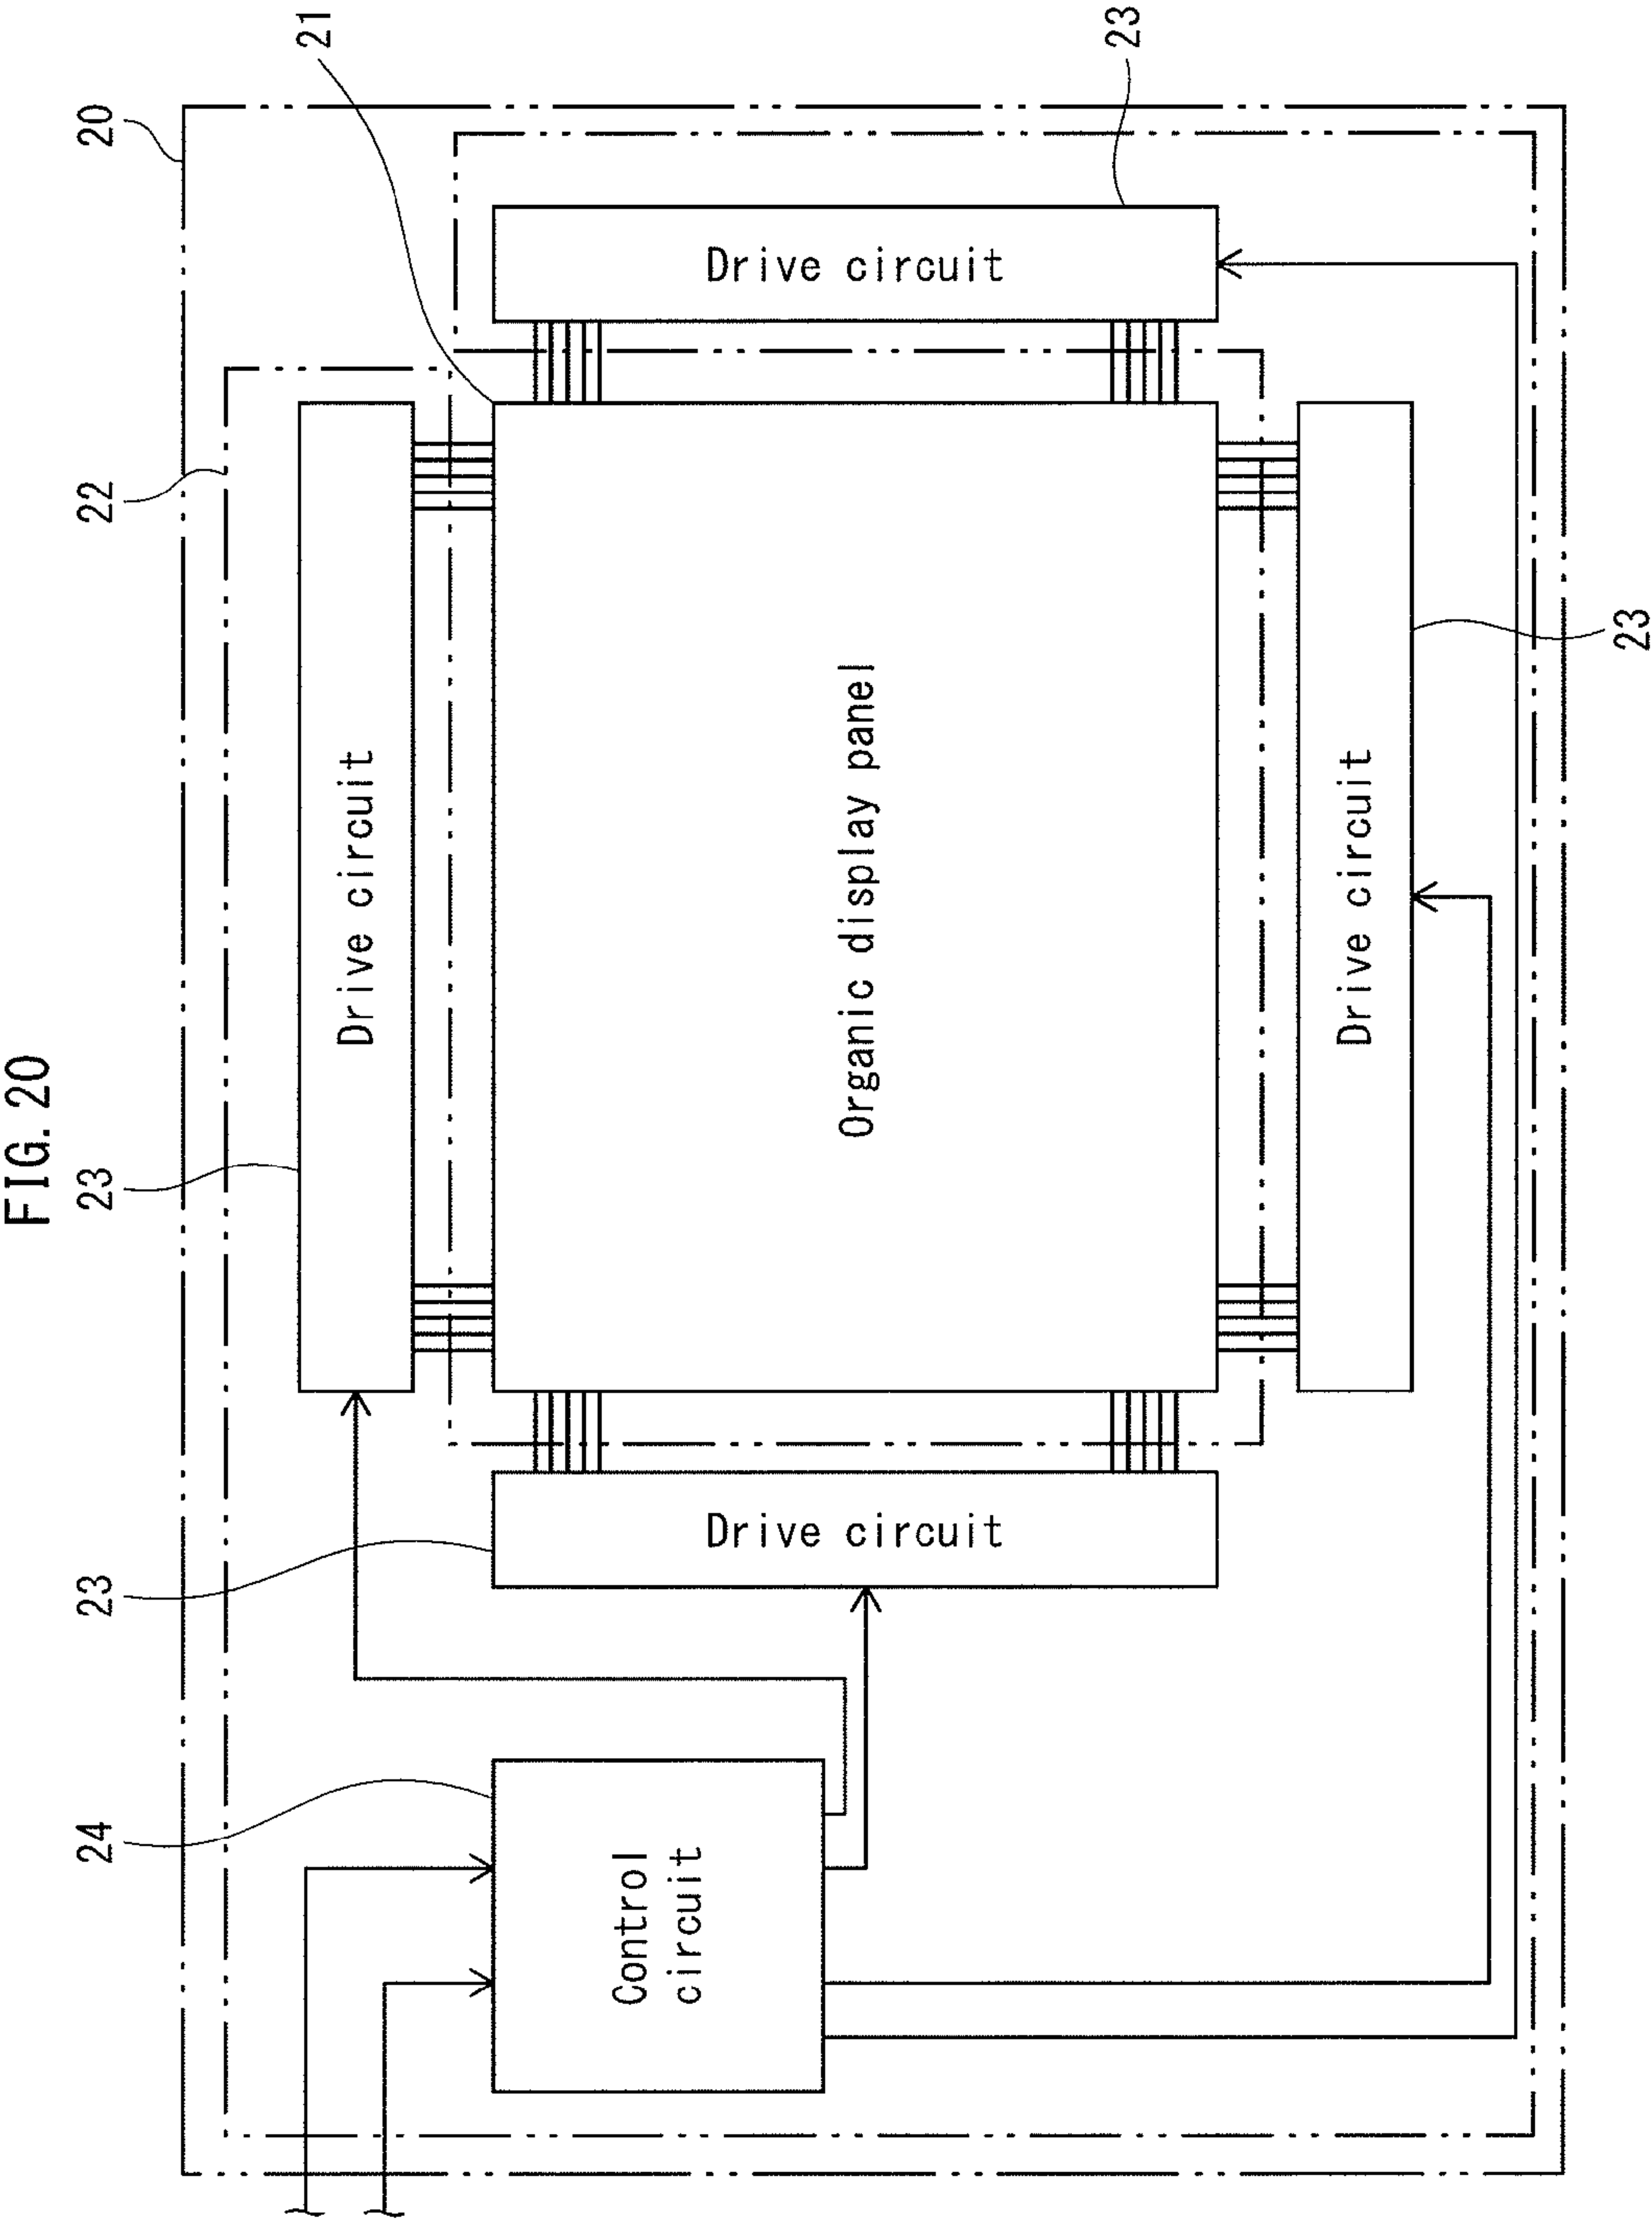 FIG. 20
24
23
23
22
20
21
Drive circuit
Control
circuit
Drive circuit
Organic display panel
Drive circuit
23
Drive circuit
23